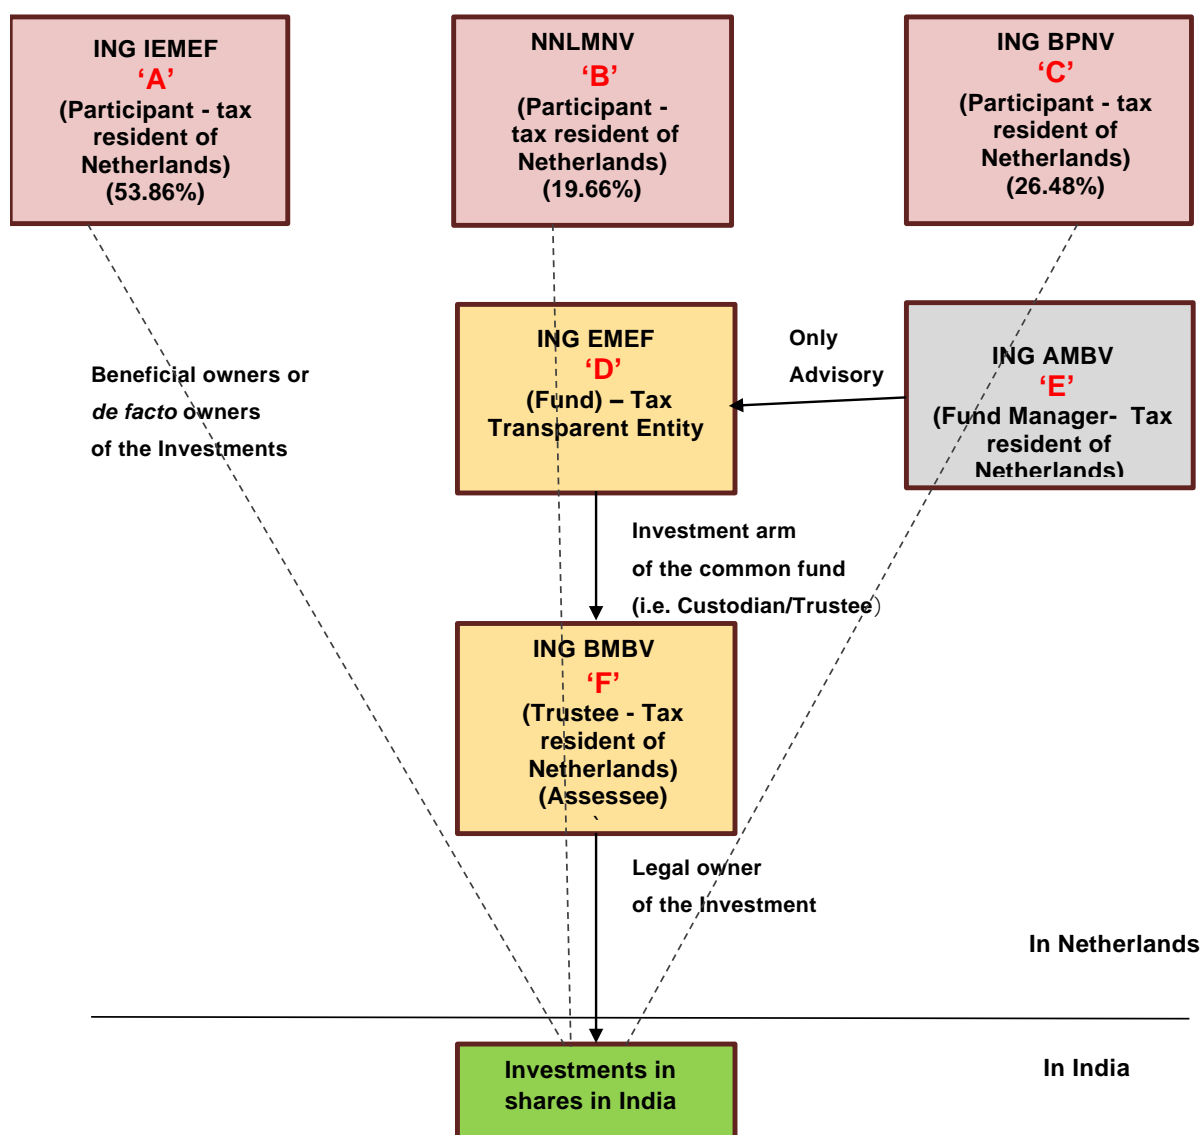 ING IEMEF
‘A’
(Participant - tax
resident of
Netherlands)
(53.86%)
NNLMNV
‘B’
(Participant -
tax resident of
Netherlands)
(19.66%)
ING BPNV
‘C’
(Participant - tax
resident of
Netherlands)
(26.48%)
Beneficial owners or
de facto owners
of the Investments
ING EMEF
‘D’
(Fund) – Tax
Transparent Entity
Only
Advisory
ING AMBV
‘E’
(Fund Manager- Tax
resident of
Netherlands)
Investment arm
of the common fund
(i.e. Custodian/Trustee)
ING BMBV
‘F’
(Trustee - Tax
resident of
Netherlands)
(Assessee)
`
Legal owner
of the Investment
In Netherlands
In India
Investments in
shares in India